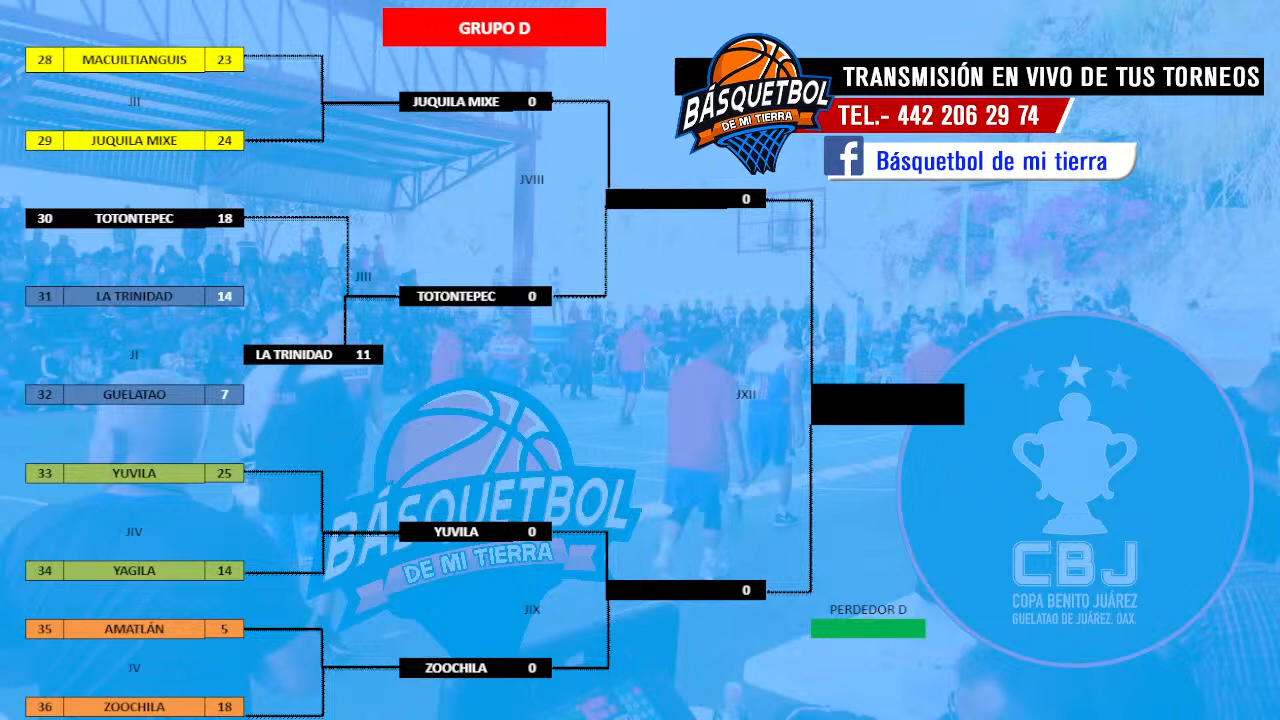 GRUPO D
28 MACUILTIANGUIS 23
JII
29 JUQUILA MIXE 24
JUQUILA MIXE 0
JVIII
30 TOTONTEPEC 18
0
31 LA TRINIDAD 14
JIII
TOTONTEPEC 0
JI
LA TRINIDAD 11
32 GUELATAO 7
JXII
33 YUVILA 25
JIV
YUVILA 0
34 YAGILA 14
0
JIX
35 AMATLÁN 5
JV
ZOOCHILA 0
36 ZOOCHILA 18
PERDEDOR D
BÁSQUETBOL
DE MI TIERRA
TRANSMISIÓN EN VIVO DE TUS TORNEOS
TEL.- 442 206 29 74
f Básquetbol de mi tierra
BÁSQUETBOL
DE MI TIERRA
CBJ
COPA BENITO JUÁREZ
GUELATAO DE JUÁREZ. OAX.